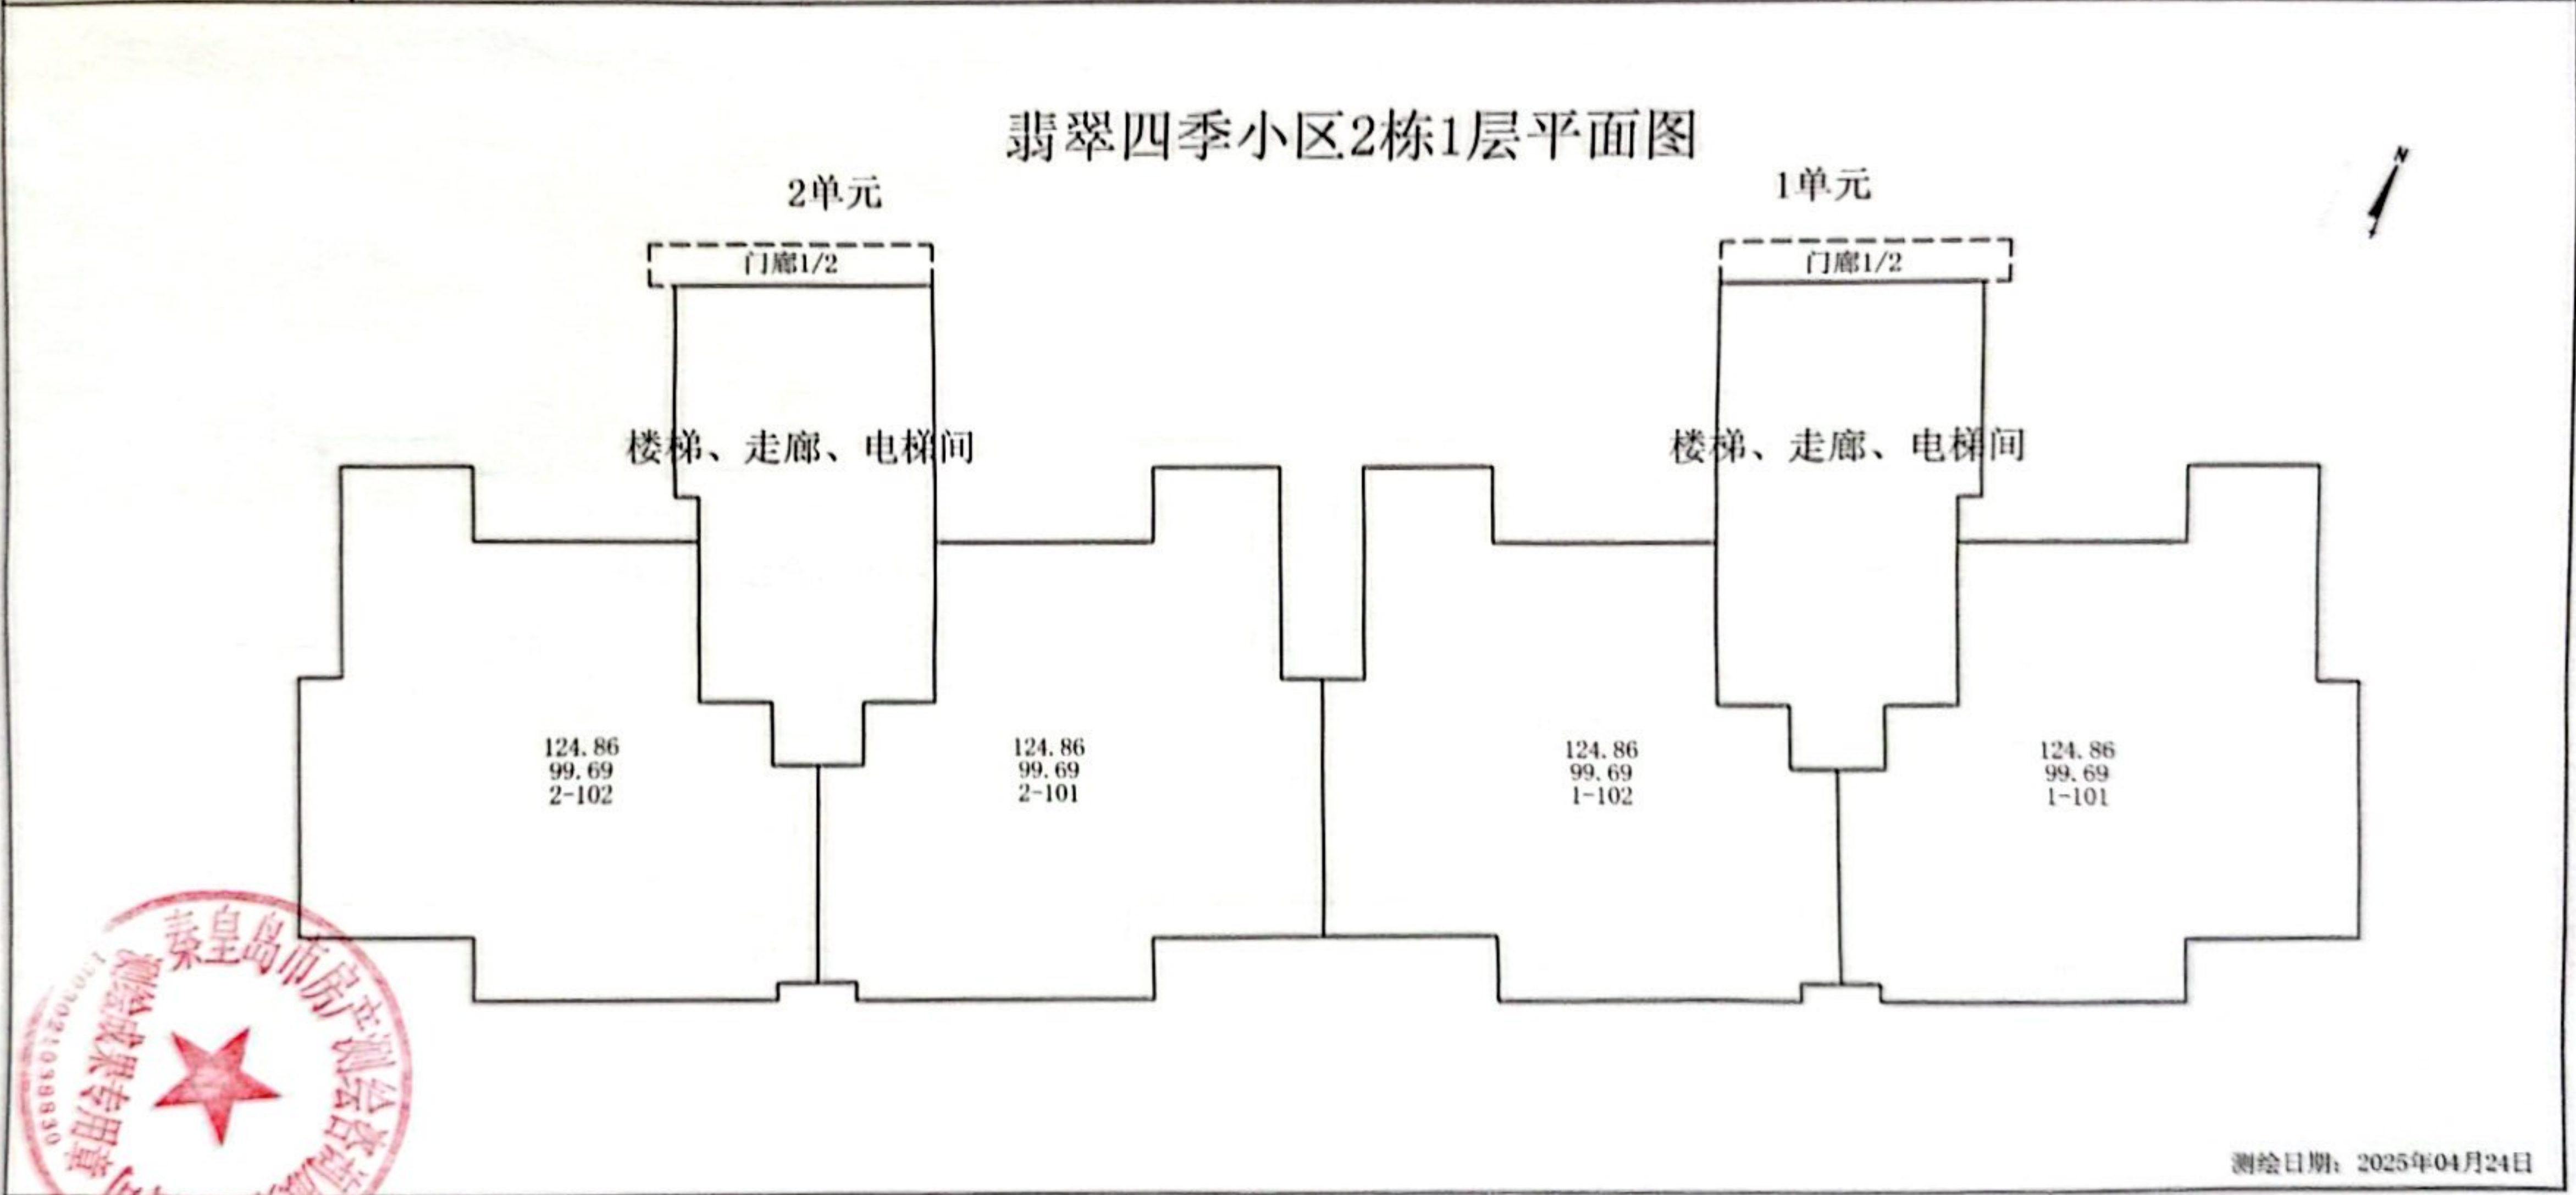 翡翠四季小区2栋1层平面图
2单元
1单元
N
门廊1/2
门廊1/2
楼梯、走廊、电梯间
楼梯、走廊、电梯间
124.86
99.69
2-102
124.86
99.69
2-101
124.86
99.69
1-102
124.86
99.69
1-101
秦皇岛市房产测绘咨询有限
测绘成果专用章
测绘日期：2025年04月24日